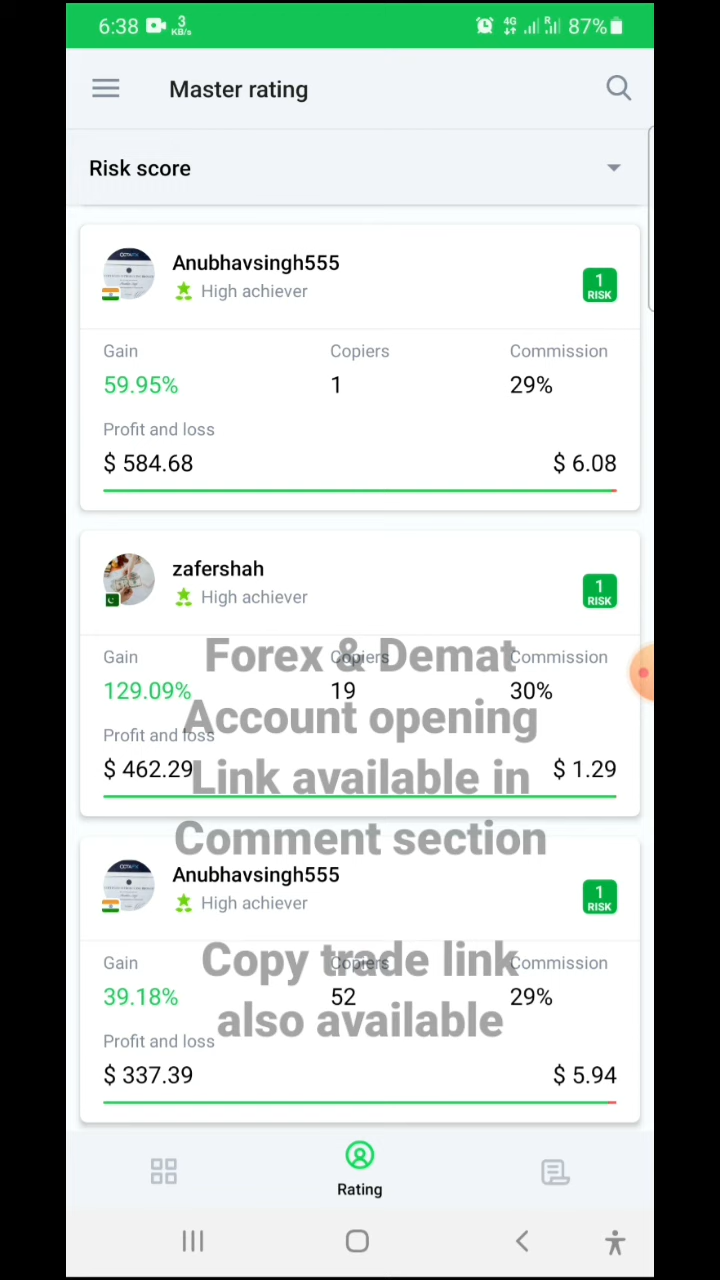 6:38 3 KB/s 4G R 87%
Master rating
Risk score
Anubhavsingh555
High achiever
1
RISK
Gain Copiers Commission
59.95% 1 29%
Profit and loss
$ 584.68 $ 6.08
zafershah
High achiever
1
RISK
Gain Copiers Commission
129.09% 19 30%
Profit and loss
$ 462.29 $ 1.29
Forex & Demat
Account opening
Link available in
Comment section
Anubhavsingh555
High achiever
1
RISK
Gain Copiers Commission
39.18% 52 29%
Profit and loss
$ 337.39 $ 5.94
Copy trade link
also available
Rating